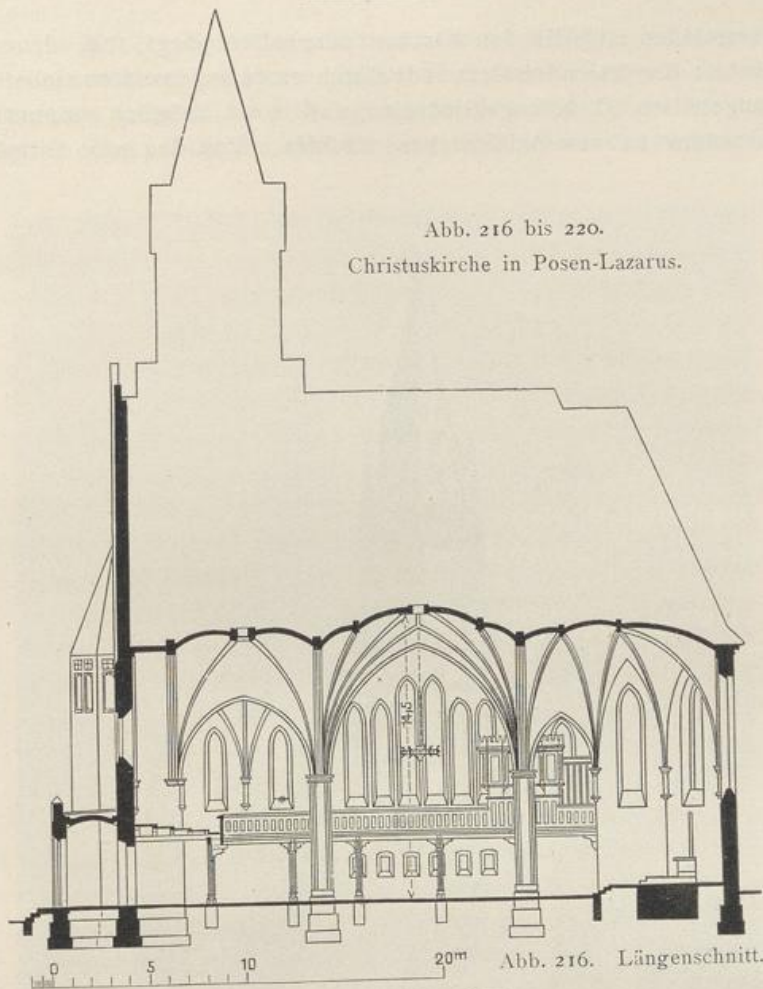 Abb. 216 bis 220.
Christuskirche in Posen-Lazarus.
14,5
0 5 10 20m
Abb. 216. Längenschnitt.